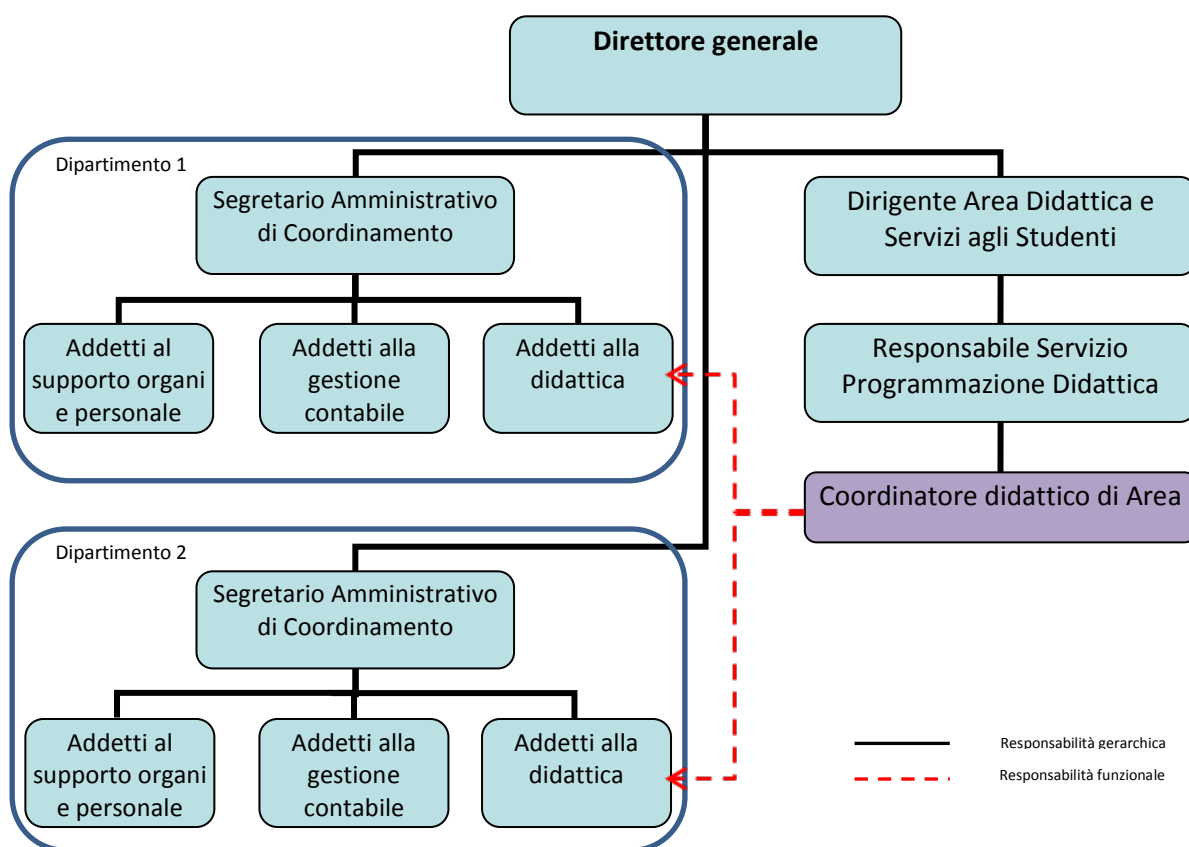 Direttore generale
Dipartimento 1
Segretario Amministrativo
di Coordinamento
Dirigente Area Didattica e
Servizi agli Studenti
Addetti al
supporto organi
e personale
Addetti alla
gestione
contabile
Addetti alla
didattica
Responsabile Servizio
Programmazione Didattica
Coordinatore didattico di Area
Dipartimento 2
Segretario Amministrativo
di Coordinamento
Addetti al
supporto organi
e personale
Addetti alla
gestione
contabile
Addetti alla
didattica
Responsabilità gerarchica
Responsabilità funzionale